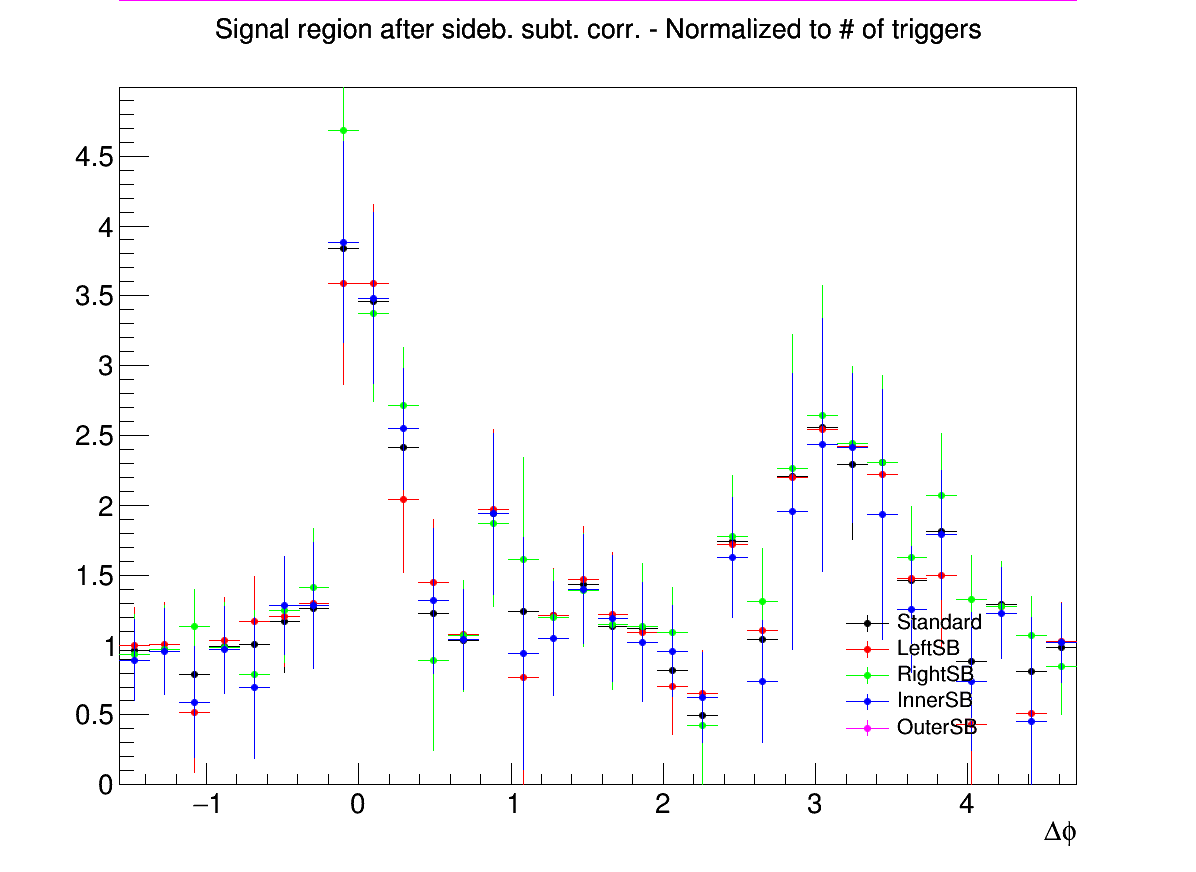 Signal region after sideb. subt. corr. - Normalized to # of triggers
4.5
4
3.5
3
2.5
2
1.5
1
0.5
0
Standard
LeftSB
RightSB
InnerSB
OuterSB
−1 0 1 2 3 4
Δϕ